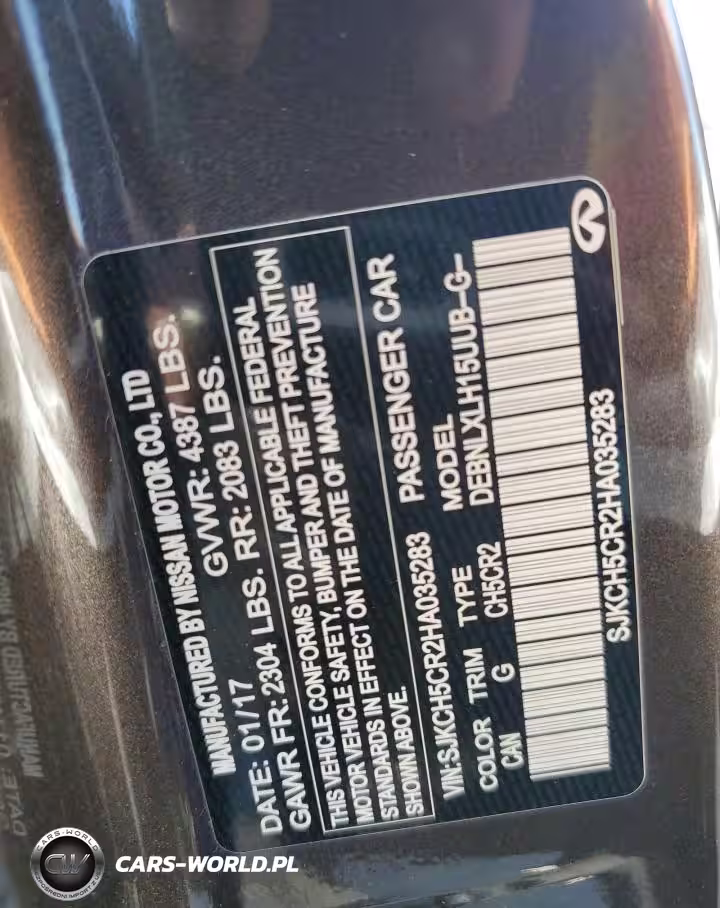 MANUFACTURED BY NISSAN MOTOR CO., LTD
DATE: 01/17 GVWR: 4387 LBS.
GAWR FR: 2304 LBS. RR: 2083 LBS.
THIS VEHICLE CONFORMS TO ALL APPLICABLE FEDERAL
MOTOR VEHICLE SAFETY, BUMPER AND THEFT PREVENTION
STANDARDS IN EFFECT ON THE DATE OF MANUFACTURE
SHOWN ABOVE.
VIN:SJKCH5CR2HA035283 PASSENGER CAR
COLOR TRIM TYPE MODEL
CAN G CH5CR2 DEBNLXLH15UUB-G-
SJKCH5CR2HA035283
CARS-WORLD
CW
CARS-WORLD.PL